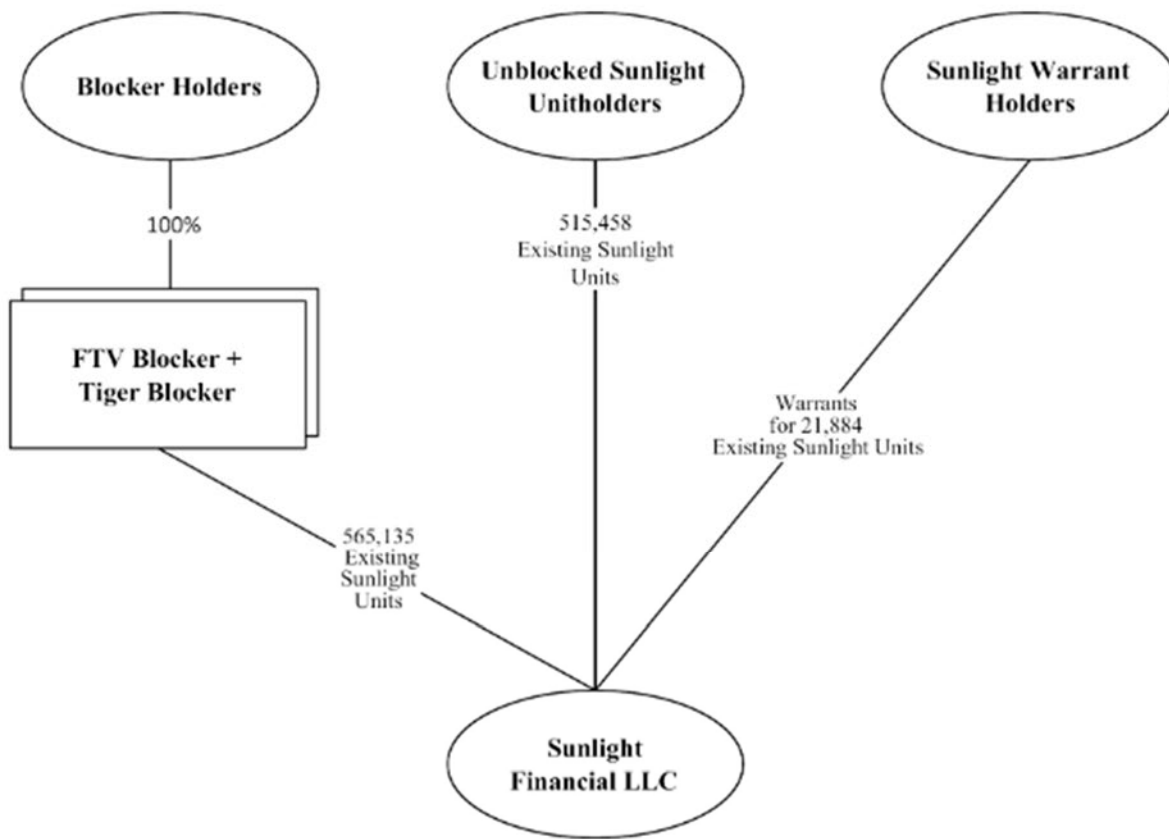 Blocker Holders
Unblocked Sunlight
Unitholders
Sunlight Warrant
Holders
100%
515,458
Existing Sunlight
Units
FTV Blocker +
Tiger Blocker
Warrants
for 21,884
Existing Sunlight Units
565,135
Existing
Sunlight
Units
Sunlight
Financial LLC